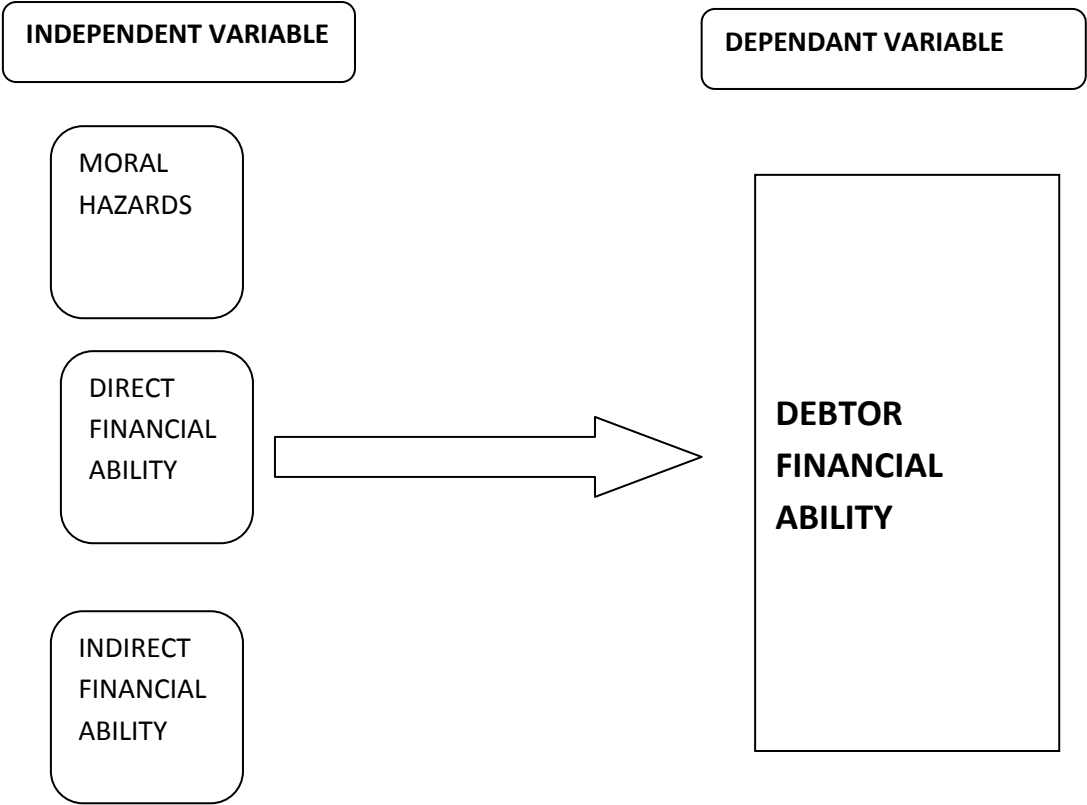 INDEPENDENT VARIABLE
DEPENDANT VARIABLE
MORAL
HAZARDS
DIRECT
FINANCIAL
ABILITY
INDIRECT
FINANCIAL
ABILITY
DEBTOR
FINANCIAL
ABILITY